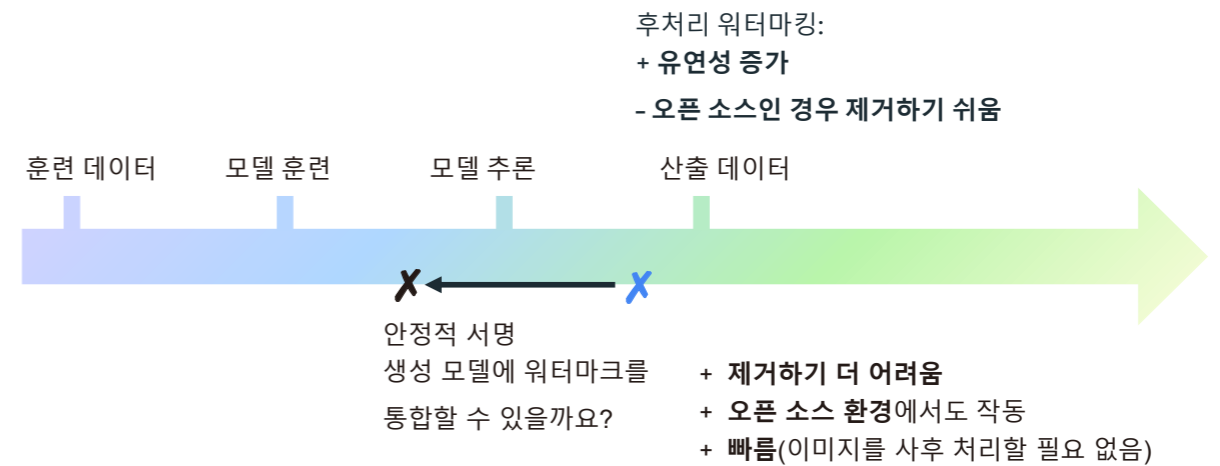 후처리 워터마킹:
+ 유연성 증가
– 오픈 소스인 경우 제거하기 쉬움
훈련 데이터
모델 훈련
모델 추론
산출 데이터
안정적 서명
생성 모델에 워터마크를
통합할 수 있을까요?
+ 제거하기 더 어려움
+ 오픈 소스 환경에서도 작동
+ 빠름(이미지를 사후 처리할 필요 없음)